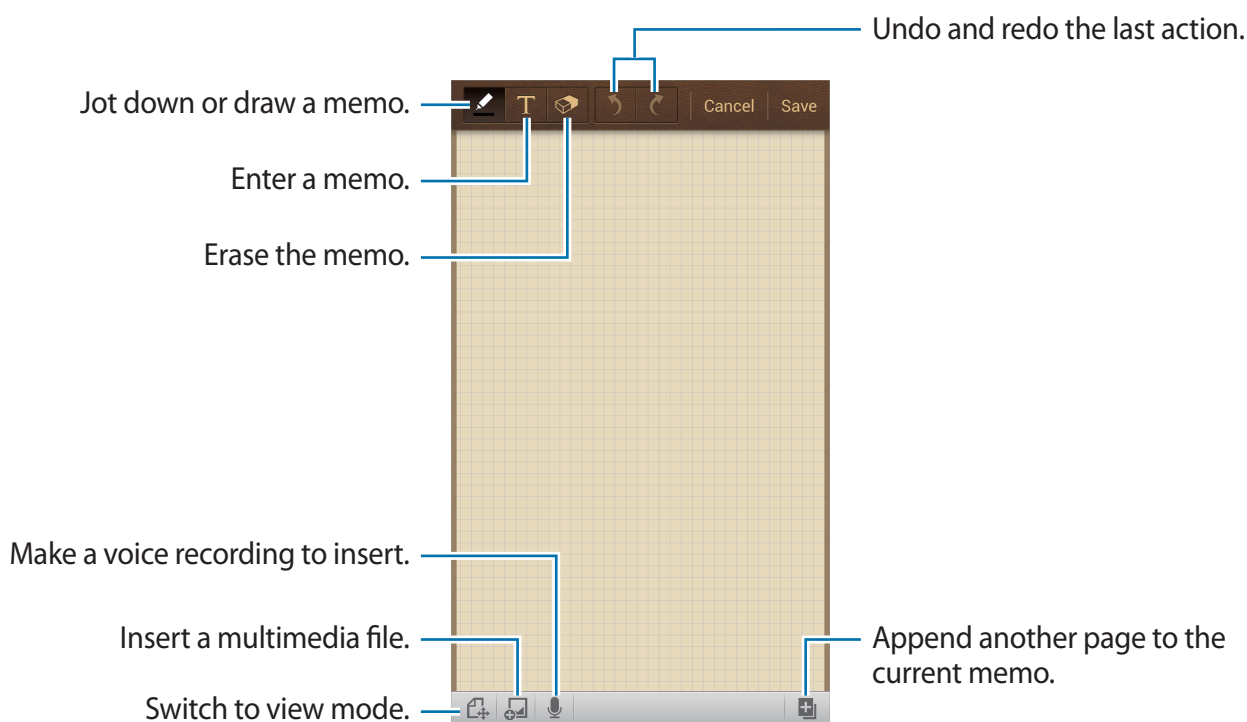 Undo and redo the last action.
Jot down or draw a memo.
T
Cancel
Save
Enter a memo.
Erase the memo.
Make a voice recording to insert.
Insert a multimedia file.
Append another page to the
current memo.
Switch to view mode.